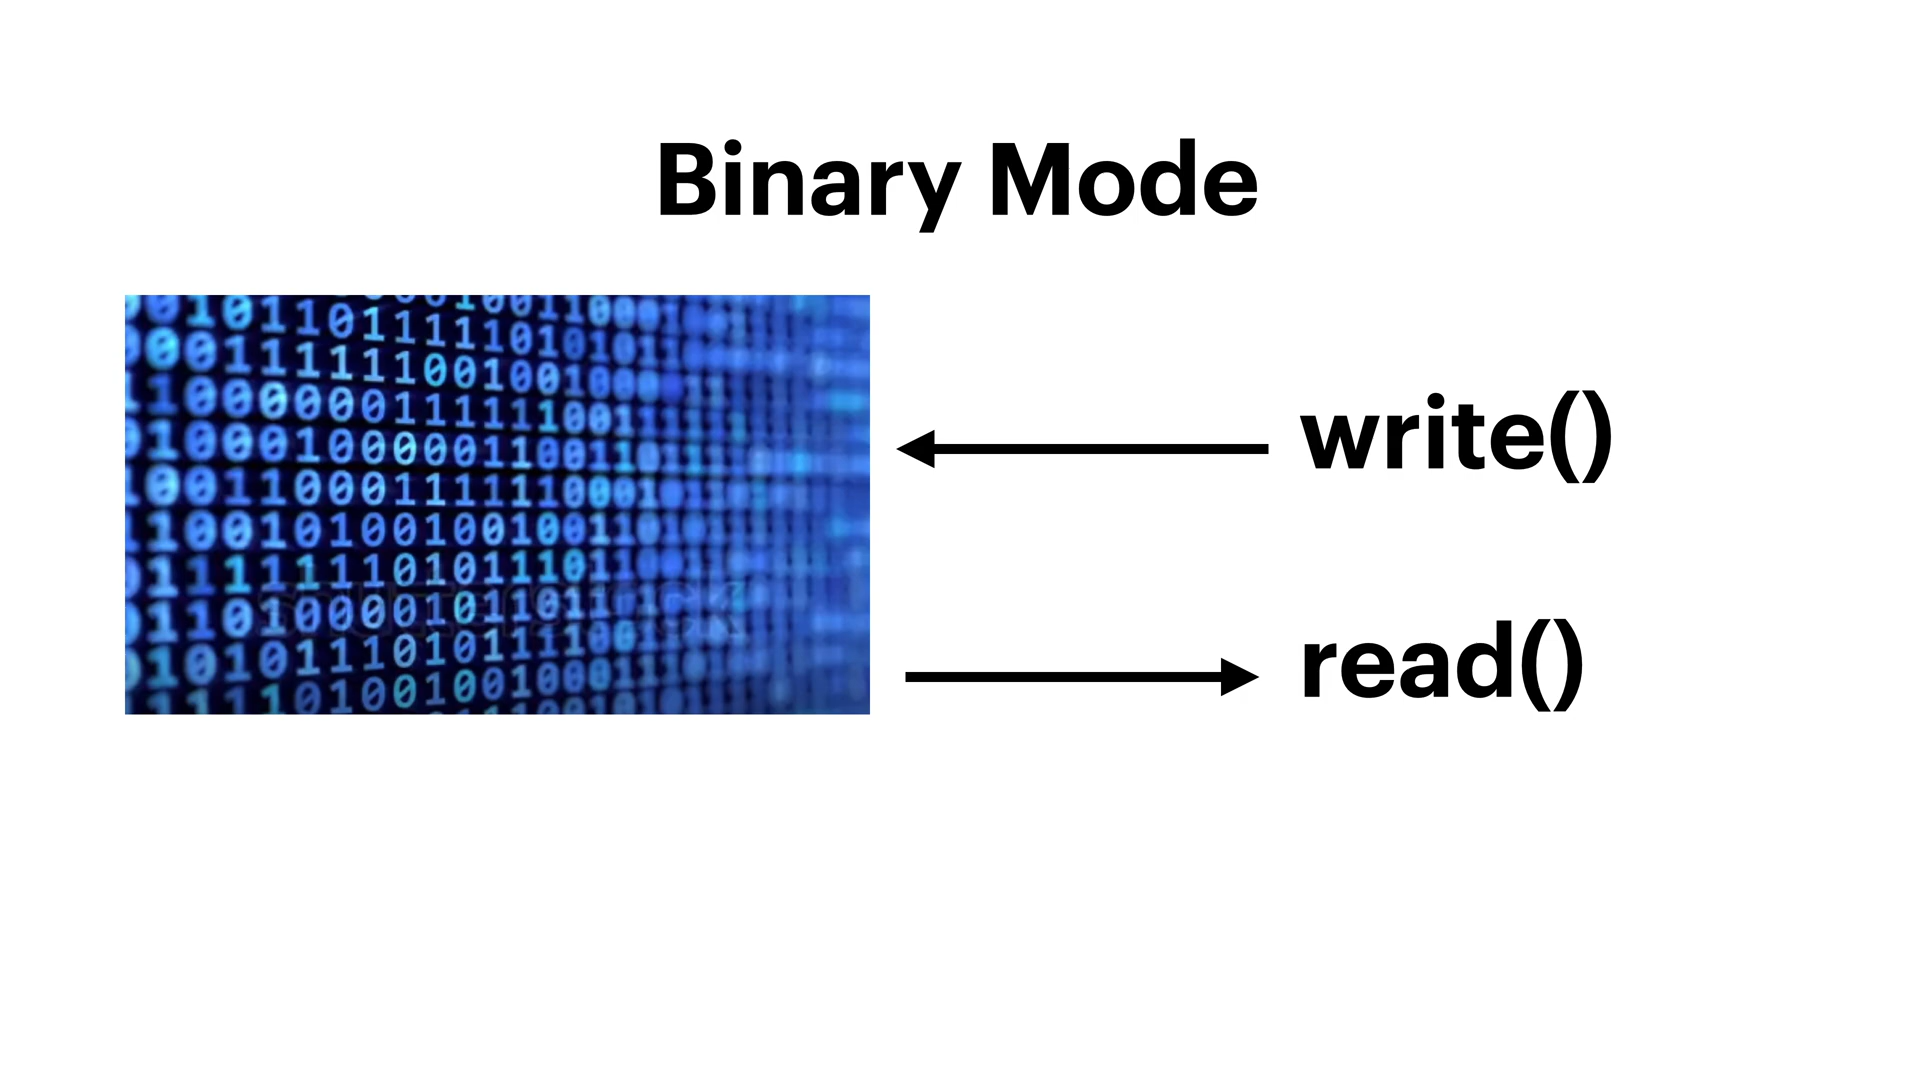 Binary Mode
write()
read()